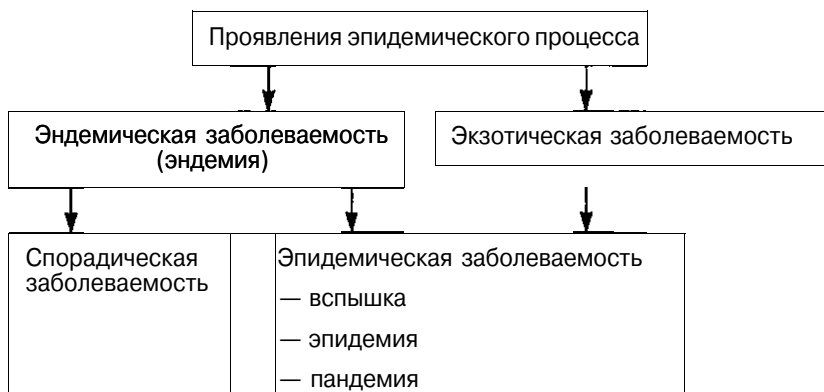 Проявления эпидемического процесса
Эндемическая заболеваемость
(эндемия)
Экзотическая заболеваемость
Спорадическая
заболеваемость
Эпидемическая заболеваемость
— вспышка
— эпидемия
— пандемия